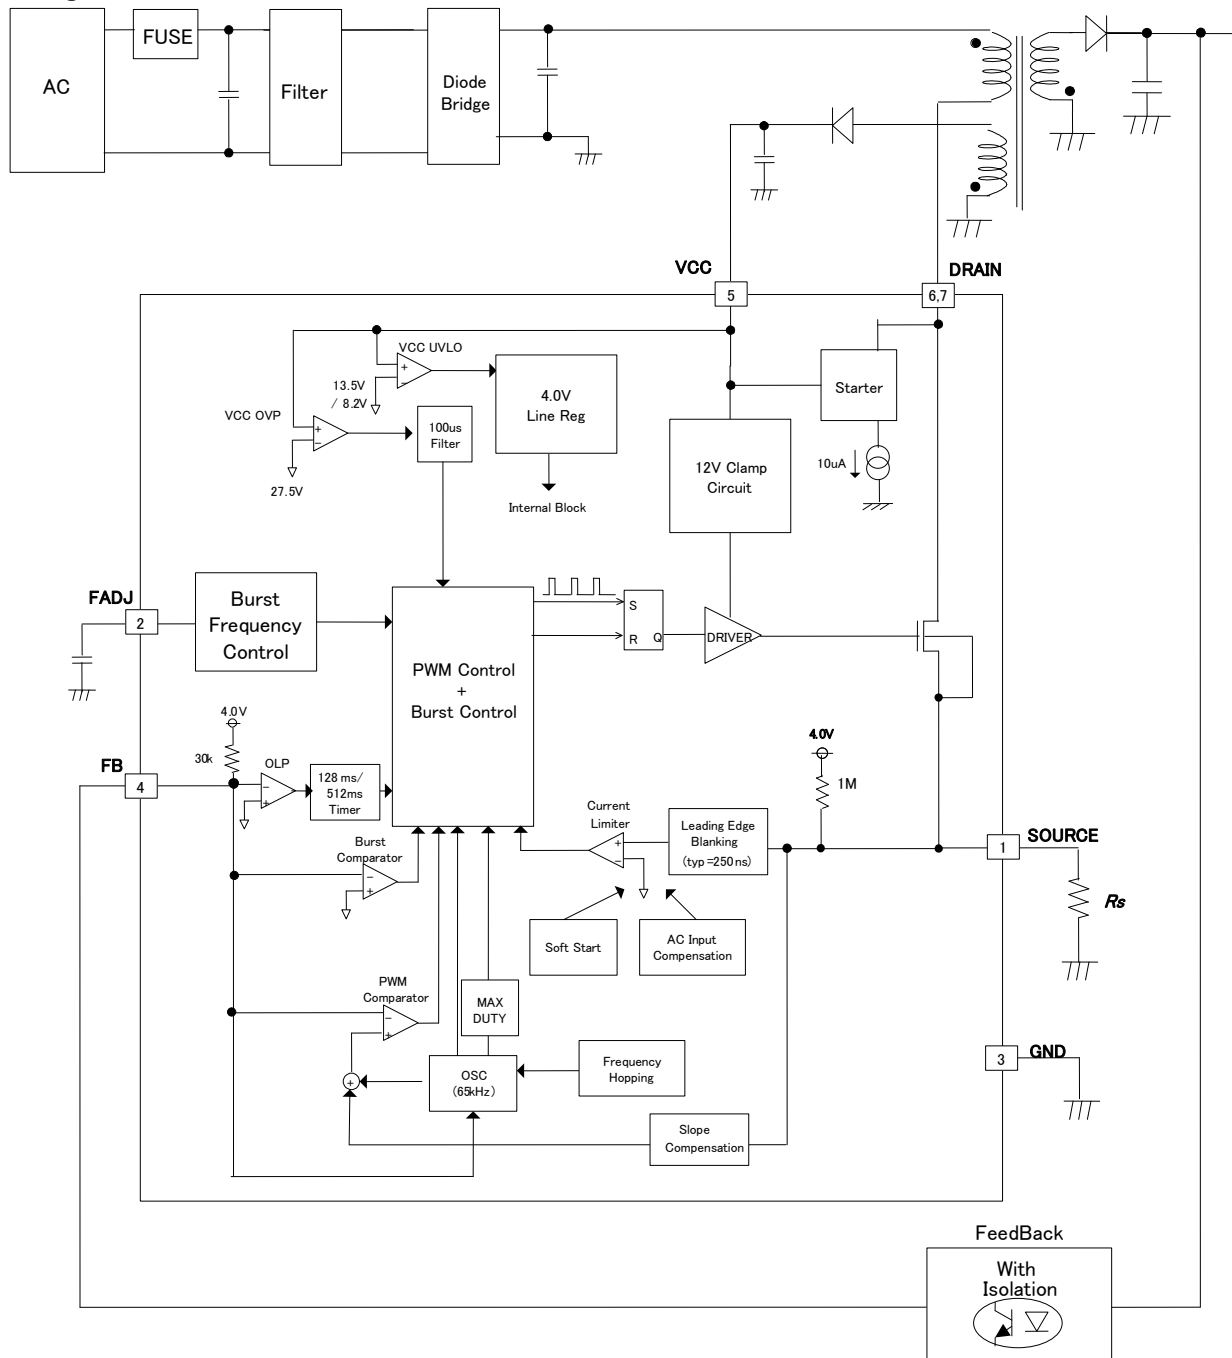 FUSE
AC
Filter
Diode
Bridge
VCC
DRAIN
5
6,7
VCC UVLO
13.5V
/ 8.2V
4.0V
Line Reg
Starter
VCC OVP
100us
Filter
27.5V
Internal Block
12V Clamp
Circuit
10uA
FADJ
2
Burst
Frequency
Control
S
R
Q
DRIVER
PWM Control
+
Burst Control
4.0V
30k
FB
4
OLP
128 ms/
512ms
Timer
4.0V
1M
Burst
Comparator
Current
Limiter
Leading Edge
Blanking
(typ=250ns)
1
SOURCE
Rs
Soft Start
AC Input
Compensation
PWM
Comparator
MAX
DUTY
OSC
(65kHz)
Frequency
Hopping
3
GND
Slope
Compensation
FeedBack
With
Isolation